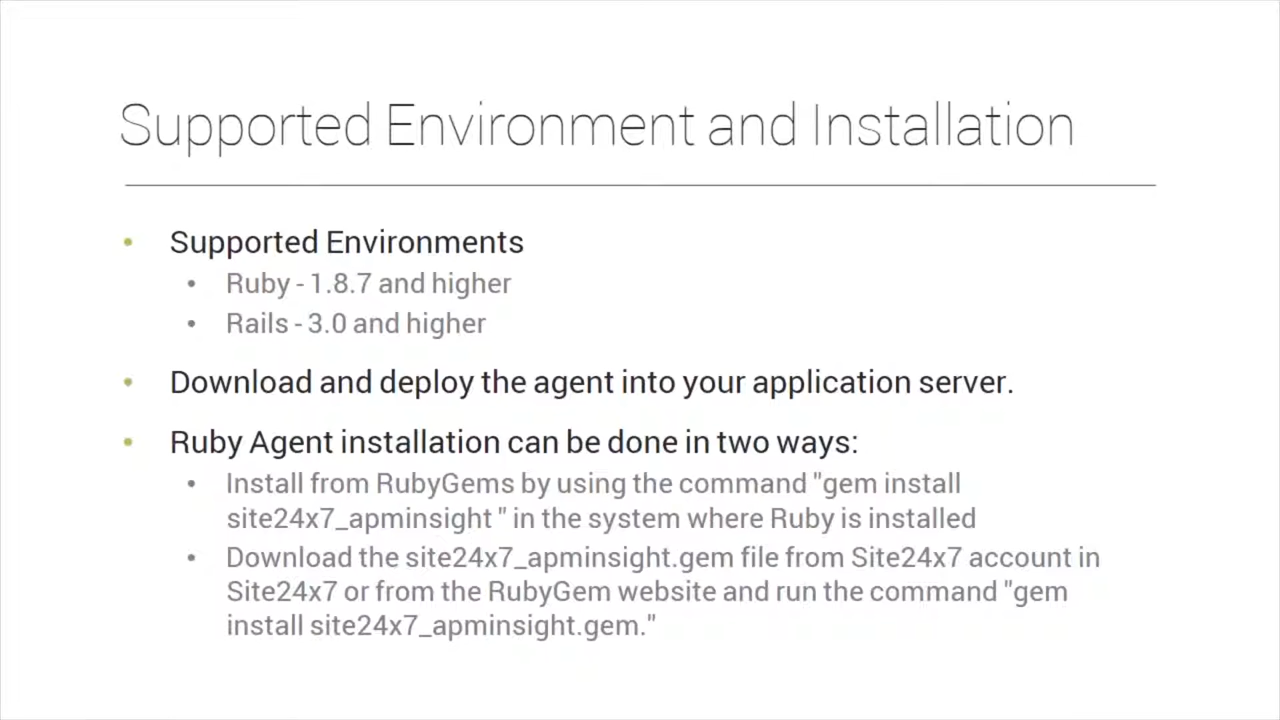 Supported Environment and Installation
• Supported Environments
• Ruby - 1.8.7 and higher
• Rails - 3.0 and higher
• Download and deploy the agent into your application server.
• Ruby Agent installation can be done in two ways:
• Install from RubyGems by using the command "gem install
site24x7_apminsight " in the system where Ruby is installed
• Download the site24x7_apminsight.gem file from Site24x7 account in
Site24x7 or from the RubyGem website and run the command "gem
install site24x7_apminsight.gem."